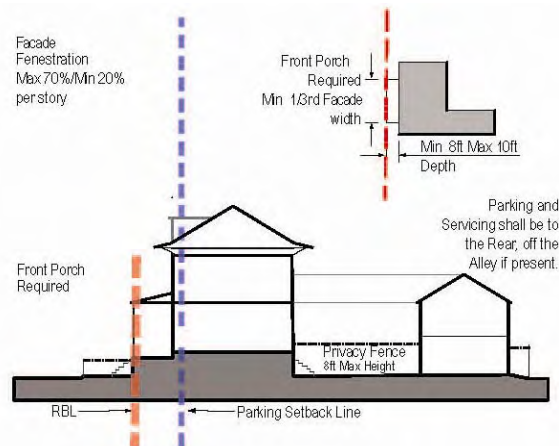 Facade
Fenestration
Max 70%/Min 20%
per story
Front Porch
Required
Min 1/3rd Facade
width
Min 8ft Max 10ft
Depth
Parking and
Servicing shall be to
the Rear, off the
Alley if present.
Front Porch
Required
Privacy Fence
8ft Max Height
RBL
Parking Setback Line